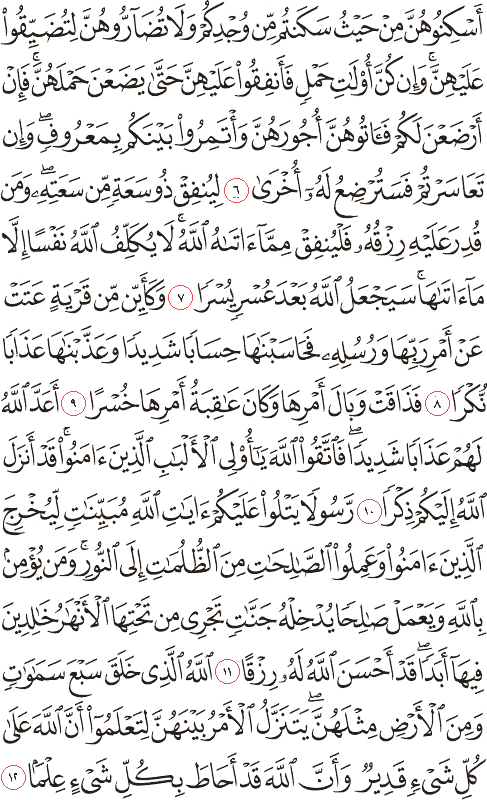 أَسْكِنُوهُنَّ مِنْ حَيْثُ سَكَنتُم مِّن وُجْدِكُمْ وَلَا تُضَآرُّوهُنَّ لِتُضَيِّقُوا۟
عَلَيْهِنَّ ۚ وَإِن كُنَّ أُو۟لَٰتِ حَمْلٍ فَأَنفِقُوا۟ عَلَيْهِنَّ حَتَّىٰ يَضَعْنَ حَمْلَهُنَّ ۚ فَإِنْ
أَرْضَعْنَ لَكُمْ فَـَٔاتُوهُنَّ أُجُورَهُنَّ وَأْتَمِرُوا۟ بَيْنَكُم بِمَعْرُوفٍ ۖ وَإِن
تَعَاسَرْتُمْ فَسَتُرْضِعُ لَهُۥٓ أُخْرَىٰ ٦ لِيُنفِقْ ذُو سَعَةٍ مِّن سَعَتِهِۦ ۖ وَمَن
قُدِرَ عَلَيْهِ رِزْقُهُۥ فَلْيُنفِقْ مِمَّآ ءَاتَىٰهُ ٱللَّهُ ۚ لَا يُكَلِّفُ ٱللَّهُ نَفْسًا إِلَّا
مَآ ءَاتَىٰهَا ۚ سَيَجْعَلُ ٱللَّهُ بَعْدَ عُسْرٍ يُسْرًا ٧ وَكَأَيِّن مِّن قَرْيَةٍ عَتَتْ
عَنْ أَمْرِ رَبِّهَا وَرُسُلِهِۦ فَحَاسَبْنَٰهَا حِسَابًا شَدِيدًا وَعَذَّبْنَٰهَا عَذَابًا
نُّكْرًا ٨ فَذَاقَتْ وَبَالَ أَمْرِهَا وَكَانَ عَٰقِبَةُ أَمْرِهَا خُسْرًا ٩ أَعَدَّ ٱللَّهُ
لَهُمْ عَذَابًا شَدِيدًا ۖ فَٱتَّقُوا۟ ٱللَّهَ يَٰٓأُو۟لِى ٱلْأَلْبَٰبِ ٱلَّذِينَ ءَامَنُوا۟ ۚ قَدْ أَنزَلَ
ٱللَّهُ إِلَيْكُمْ ذِكْرًا ١٠ رَّسُولًا يَتْلُوا۟ عَلَيْكُمْ ءَايَٰتِ ٱللَّهِ مُبَيِّنَٰتٍ لِّيُخْرِجَ
ٱلَّذِينَ ءَامَنُوا۟ وَعَمِلُوا۟ ٱلصَّٰلِحَٰتِ مِنَ ٱلظُّلُمَٰتِ إِلَى ٱلنُّورِ ۚ وَمَن يُؤْمِنۢ
بِٱللَّهِ وَيَعْمَلْ صَٰلِحًا يُدْخِلْهُ جَنَّٰتٍ تَجْرِى مِن تَحْتِهَا ٱلْأَنْهَٰرُ خَٰلِدِينَ
فِيهَآ أَبَدًا ۖ قَدْ أَحْسَنَ ٱللَّهُ لَهُۥ رِزْقًا ١١ ٱللَّهُ ٱلَّذِى خَلَقَ سَبْعَ سَمَٰوَٰتٍ
وَمِنَ ٱلْأَرْضِ مِثْلَهُنَّ ۖ يَتَنَزَّلُ ٱلْأَمْرُ بَيْنَهُنَّ لِتَعْلَمُوٓا۟ أَنَّ ٱللَّهَ عَلَىٰ
كُلِّ شَىْءٍ قَدِيرٌ وَأَنَّ ٱللَّهَ قَدْ أَحَاطَ بِكُلِّ شَىْءٍ عِلْمًۢا ١٢